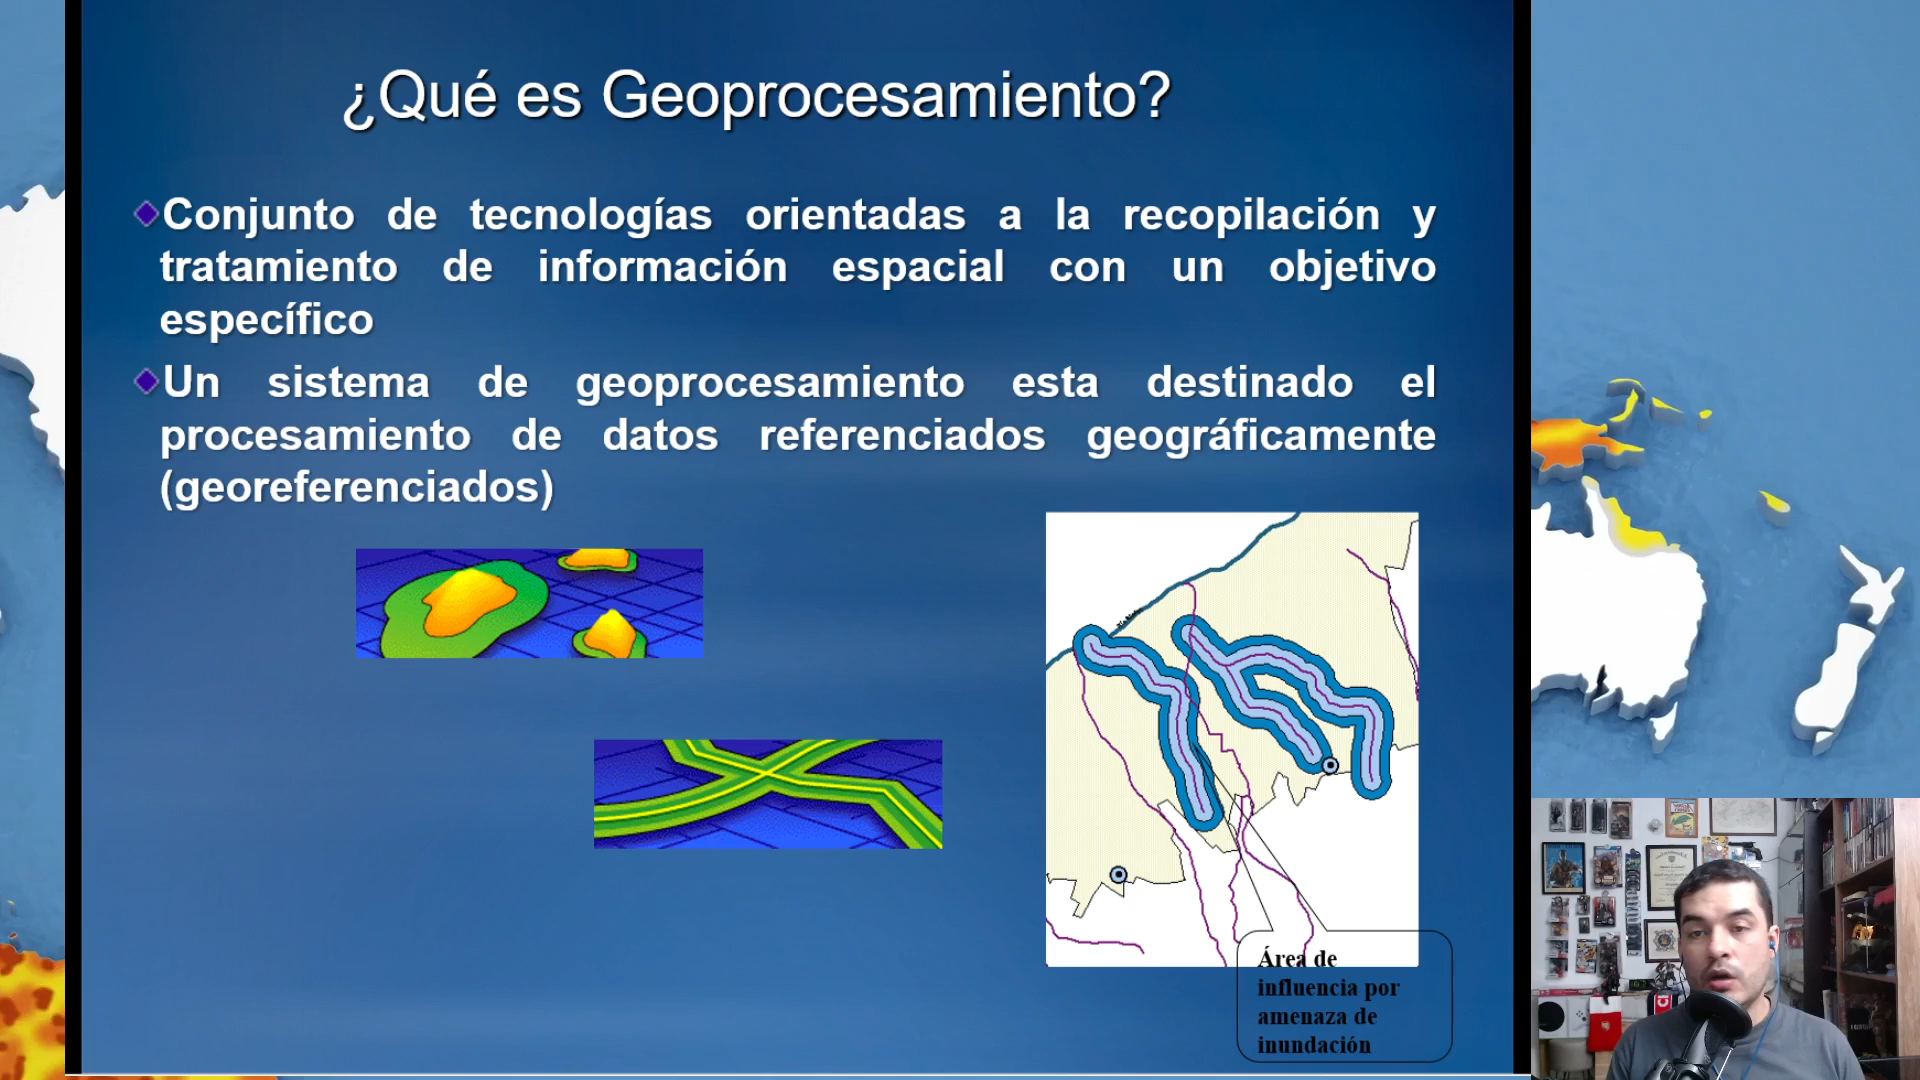 ¿Qué es Geoprocesamiento?
Conjunto de tecnologías orientadas a la recopilación y
tratamiento de información espacial con un objetivo
específico
Un sistema de geoprocesamiento esta destinado el
procesamiento de datos referenciados geográficamente
(georeferenciados)
Área de
influencia por
amenaza de
inundación